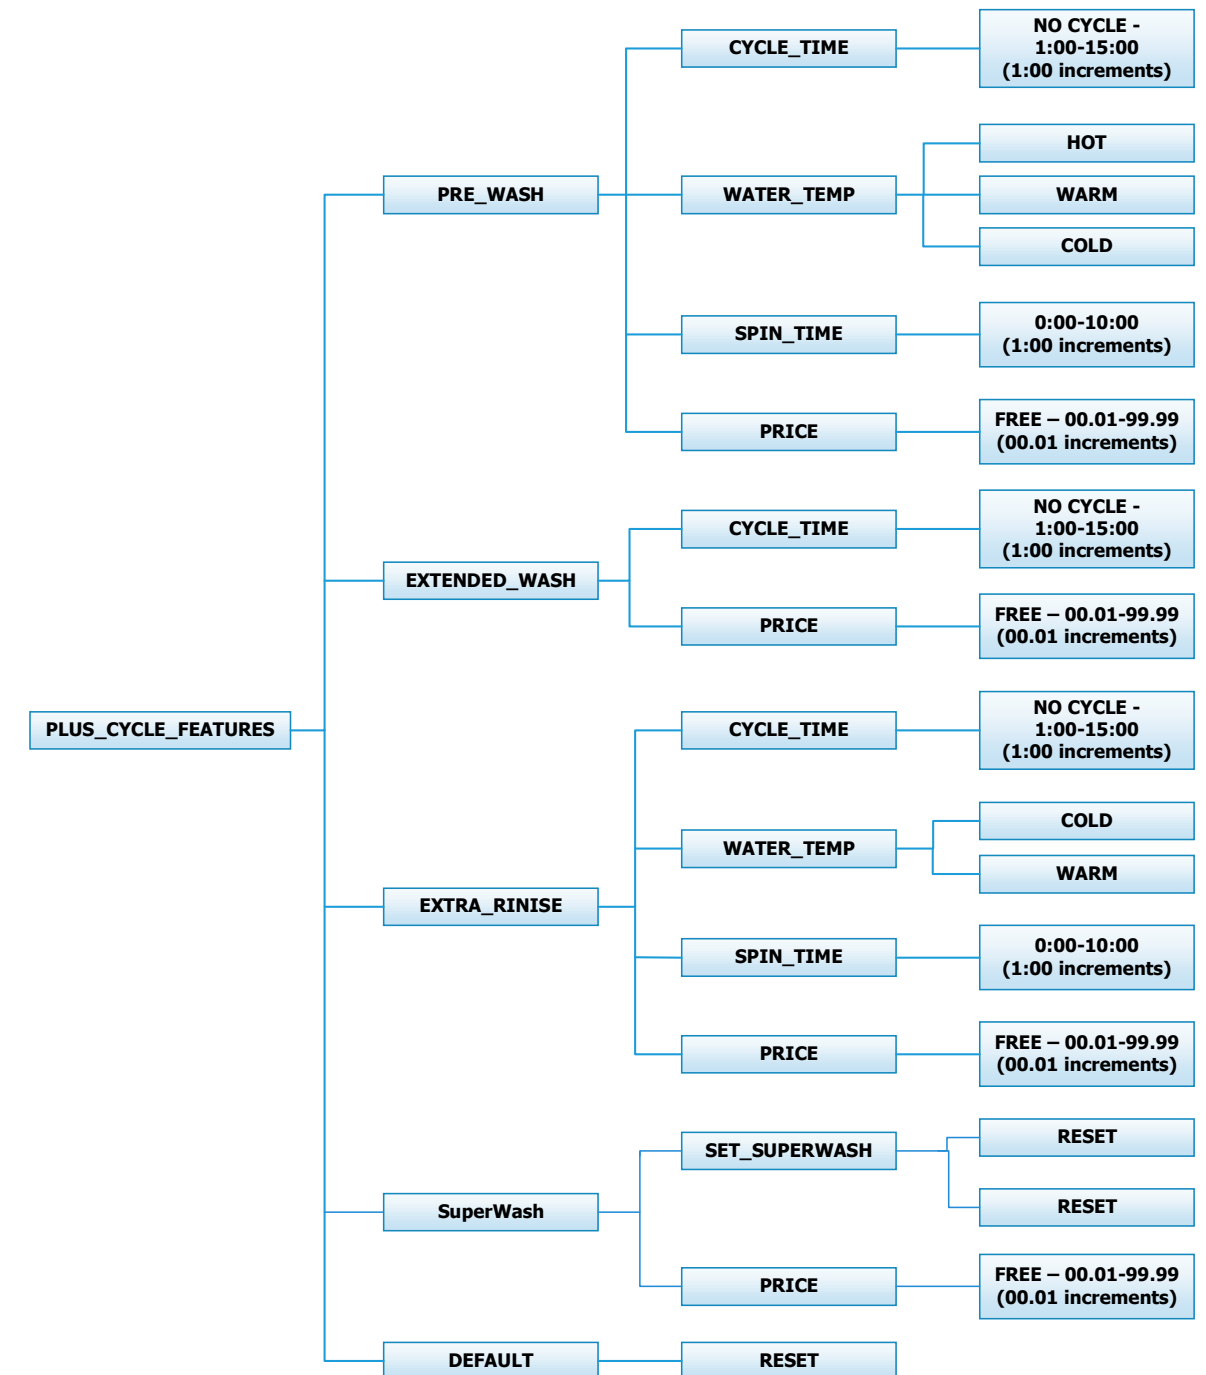 NO CYCLE -
1:00-15:00
(1:00 increments)
CYCLE_TIME
HOT
PRE_WASH
WATER_TEMP
WARM
COLD
SPIN_TIME
0:00-10:00
(1:00 increments)
PRICE
FREE – 00.01-99.99
(00.01 increments)
NO CYCLE -
1:00-15:00
(1:00 increments)
CYCLE_TIME
EXTENDED_WASH
PRICE
FREE – 00.01-99.99
(00.01 increments)
PLUS_CYCLE_FEATURES
CYCLE_TIME
NO CYCLE -
1:00-15:00
(1:00 increments)
WATER_TEMP
COLD
WARM
EXTRA_RINISE
SPIN_TIME
0:00-10:00
(1:00 increments)
PRICE
FREE – 00.01-99.99
(00.01 increments)
SET_SUPERWASH
RESET
SuperWash
RESET
PRICE
FREE – 00.01-99.99
(00.01 increments)
DEFAULT
RESET